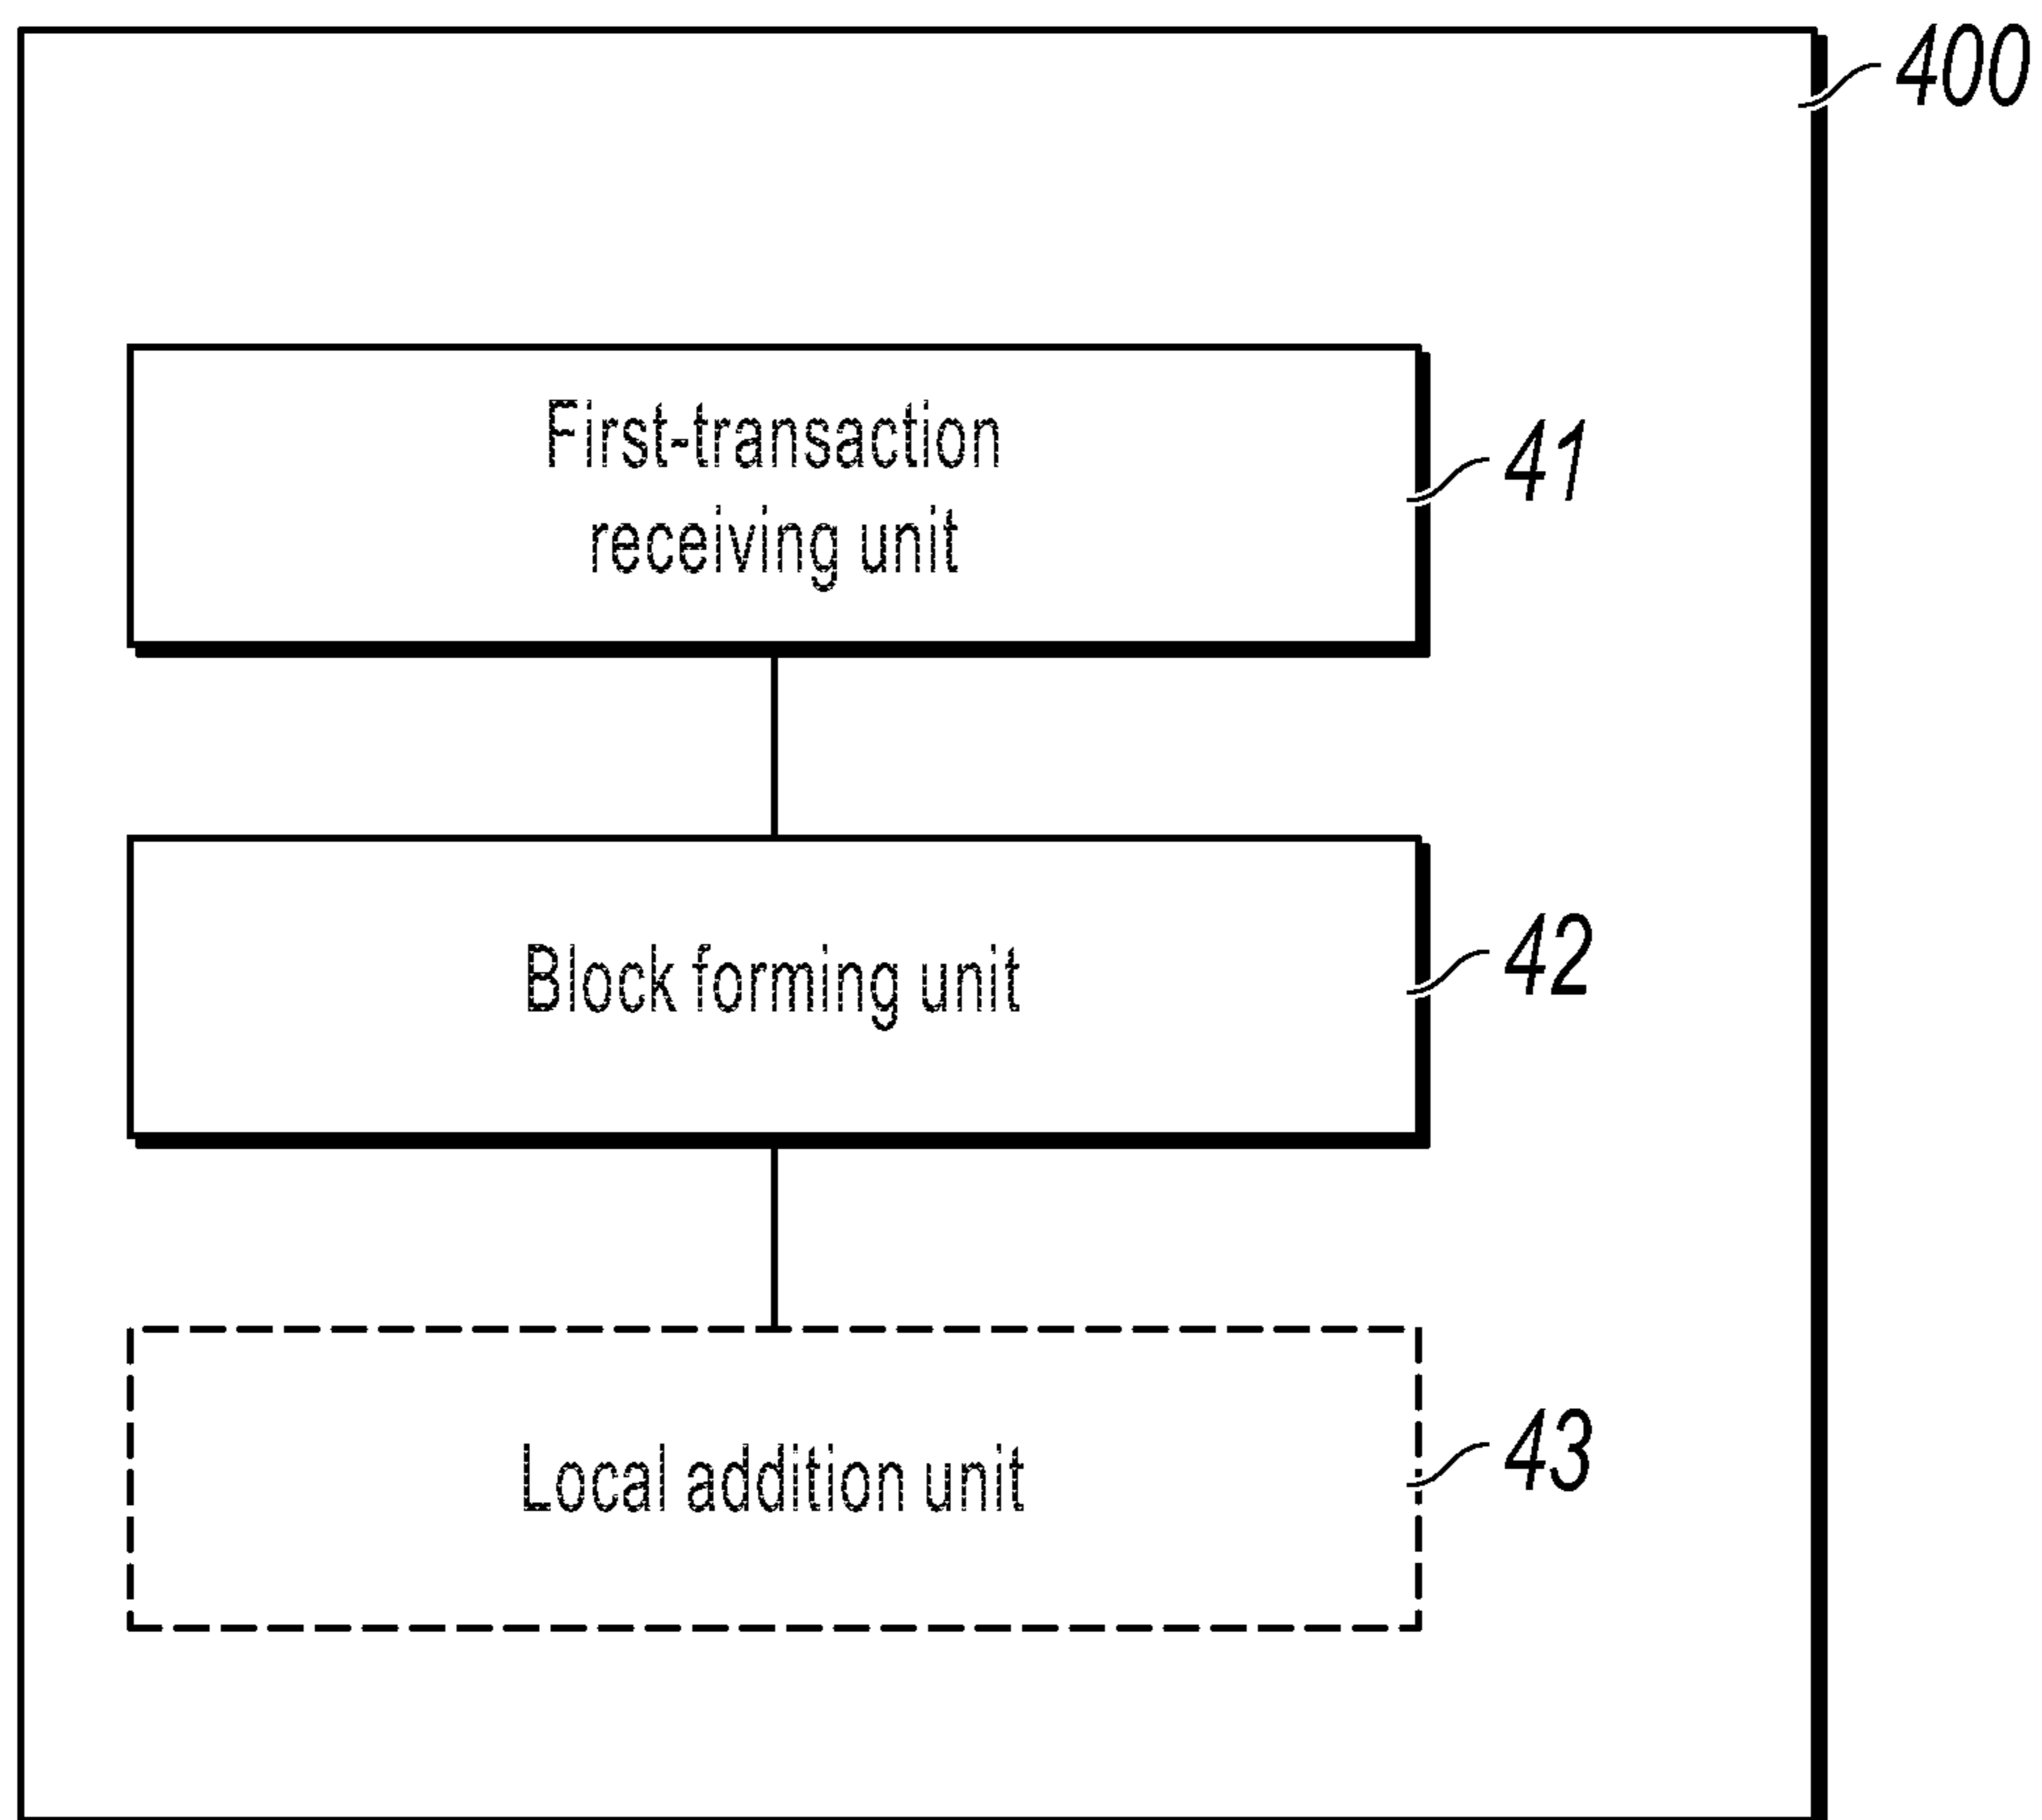 400
First-transaction
receiving unit
41
Block forming unit
42
Local addition unit
43